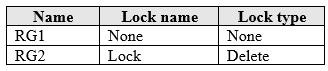 Name Lock name Lock type
RG1 None None
RG2 Lock Delete